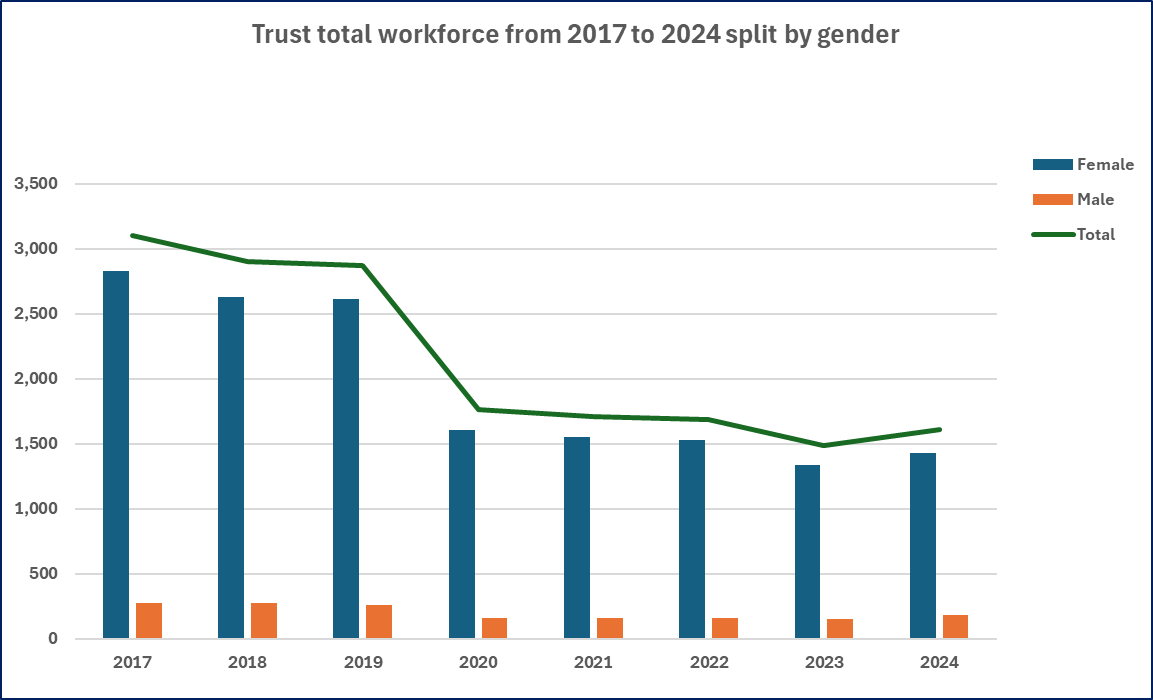 Trust total workforce from 2017 to 2024 split by gender
Female
Male
Total
3,500
3,000
2,500
2,000
1,500
1,000
500
0
2017 2018 2019 2020 2021 2022 2023 2024